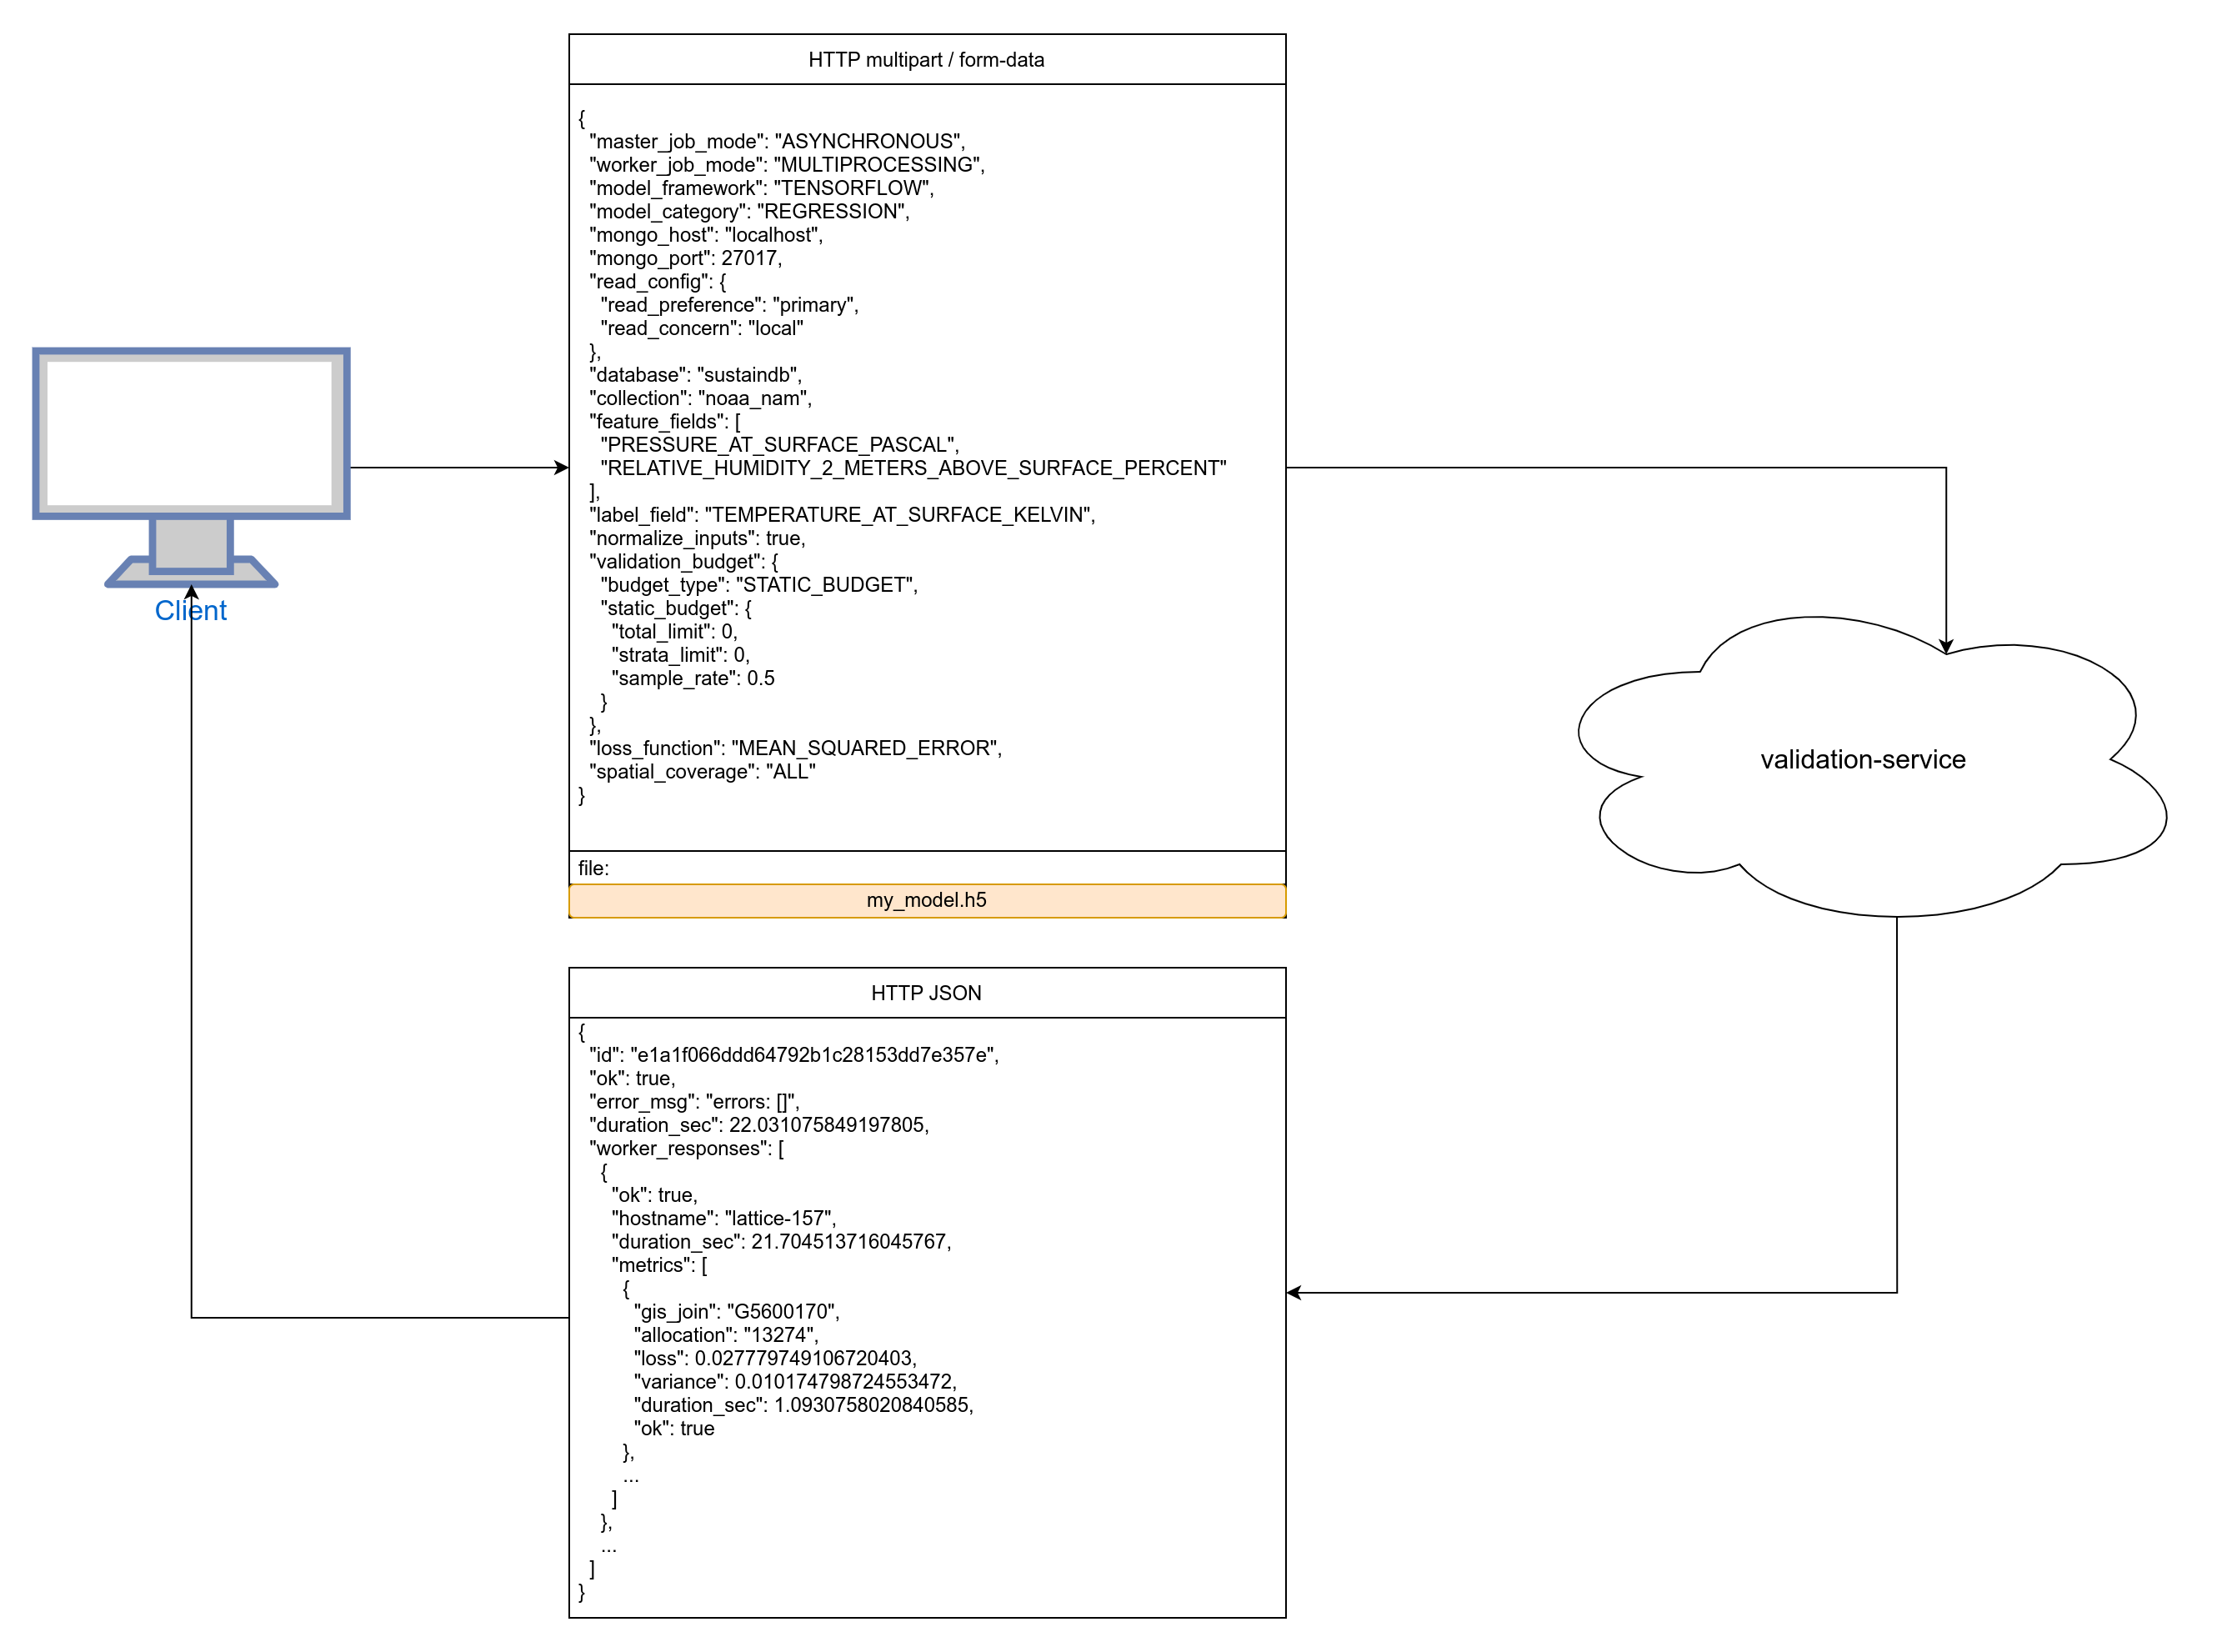 HTTP multipart / form-data
{
"master_job_mode": "ASYNCHRONOUS",
"worker_job_mode": "MULTIPROCESSING",
"model_framework": "TENSORFLOW",
"model_category": "REGRESSION",
"mongo_host": "localhost",
"mongo_port": 27017,
"read_config": {
"read_preference": "primary",
"read_concern": "local"
},
"database": "sustaindb",
"collection": "noaa_nam",
"feature_fields": [
"PRESSURE_AT_SURFACE_PASCAL",
"RELATIVE_HUMIDITY_2_METERS_ABOVE_SURFACE_PERCENT"
],
"label_field": "TEMPERATURE_AT_SURFACE_KELVIN",
"normalize_inputs": true,
"validation_budget": {
"budget_type": "STATIC_BUDGET",
"static_budget": {
"total_limit": 0,
"strata_limit": 0,
"sample_rate": 0.5
}
},
"loss_function": "MEAN_SQUARED_ERROR",
"spatial_coverage": "ALL"
}
file:
my_model.h5
Client
validation-service
HTTP JSON
{
"id": "e1a1f066ddd64792b1c28153dd7e357e",
"ok": true,
"error_msg": "errors: []",
"duration_sec": 22.031075849197805,
"worker_responses": [
{
"ok": true,
"hostname": "lattice-157",
"duration_sec": 21.704513716045767,
"metrics": [
{
"gis_join": "G5600170",
"allocation": "13274",
"loss": 0.027779749106720403,
"variance": 0.010174798724553472,
"duration_sec": 1.0930758020840585,
"ok": true
},
...
]
},
...
]
}